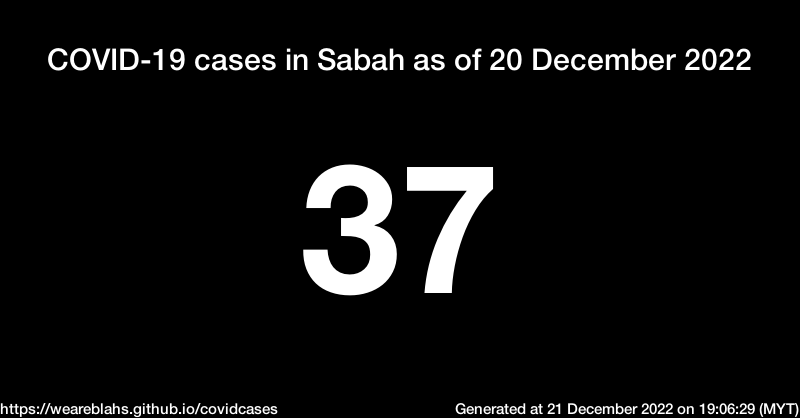 COVID-19 cases in Sabah as of 20 December 2022
37
https://weareblahs.github.io/covidcases
Generated at 21 December 2022 on 19:06:29 (MYT)